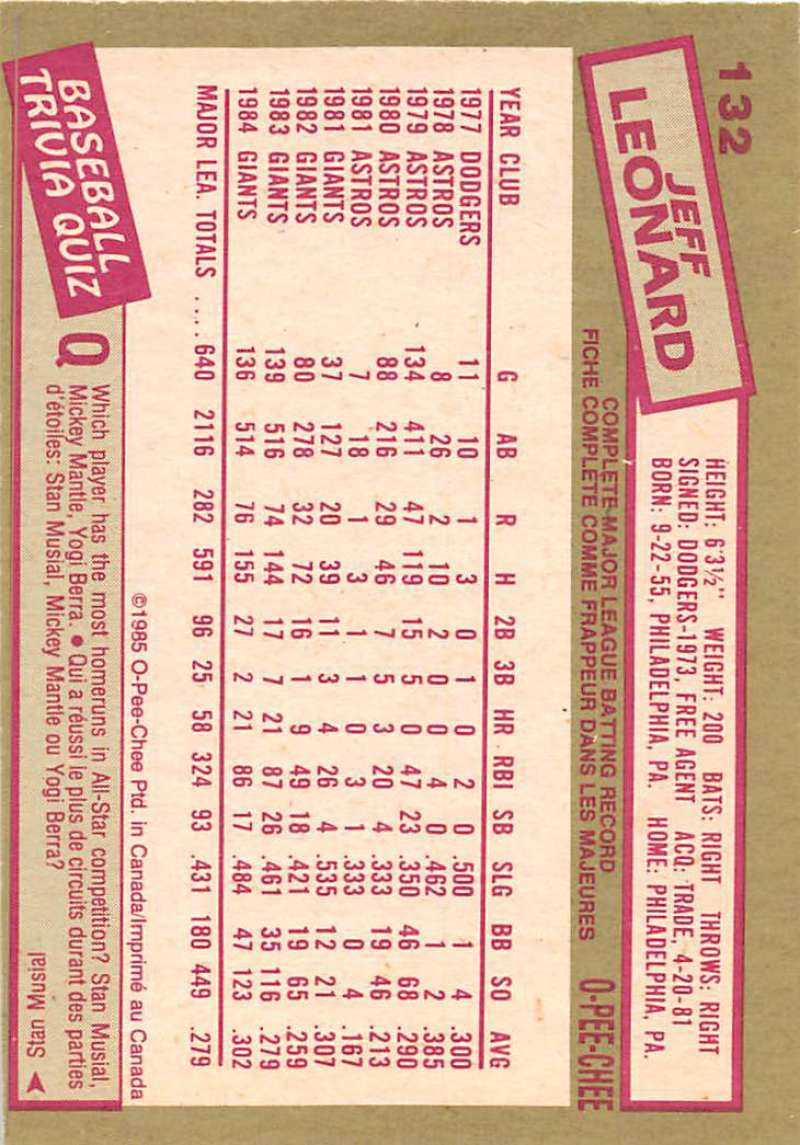 132
JEFF
LEONARD
HEIGHT: 6'3½" WEIGHT: 200 BATS: RIGHT THROWS: RIGHT
SIGNED: DODGERS-1973, FREE AGENT ACQ: TRADE, 4-20-81
BORN: 9-22-55, PHILADELPHIA, PA. HOME: PHILADELPHIA, PA.
COMPLETE MAJOR LEAGUE BATTING RECORD
FICHE COMPLÈTE COMME FRAPPEUR DANS LES MAJEURES
O-PEE-CHEE
YEAR CLUB G AB R H 2B 3B HR RBI SB SLG BB SO AVG
1977 DODGERS 11 10 1 3 0 1 0 2 0 .500 1 4 .300
1978 ASTROS 8 26 2 10 2 0 0 4 0 .462 1 2 .385
1979 ASTROS 134 411 47 119 15 5 0 47 23 .350 46 68 .290
1980 ASTROS 88 216 29 46 7 5 3 20 4 .333 19 46 .213
1981 ASTROS 7 18 1 3 1 1 0 3 1 .333 0 4 .167
1981 GIANTS 37 127 20 39 11 3 4 26 4 .535 12 21 .307
1982 GIANTS 80 278 32 72 16 1 9 49 18 .421 19 65 .259
1983 GIANTS 139 516 74 144 17 7 21 87 26 .461 35 116 .279
1984 GIANTS 136 514 76 155 27 2 21 86 17 .484 47 123 .302
MAJOR LEA. TOTALS .... 640 2116 282 591 96 25 58 324 93 .431 180 449 .279
©1985 O-Pee-Chee Ptd. in Canada/Imprimé au Canada
BASEBALL
TRIVIA QUIZ
Q Which player has the most homeruns in All-Star competition? Stan Musial,
Mickey Mantle, Yogi Berra. ● Qui a réussi le plus de circuits durant des parties
d'étoiles: Stan Musial, Mickey Mantle ou Yogi Berra?
Stan Musial